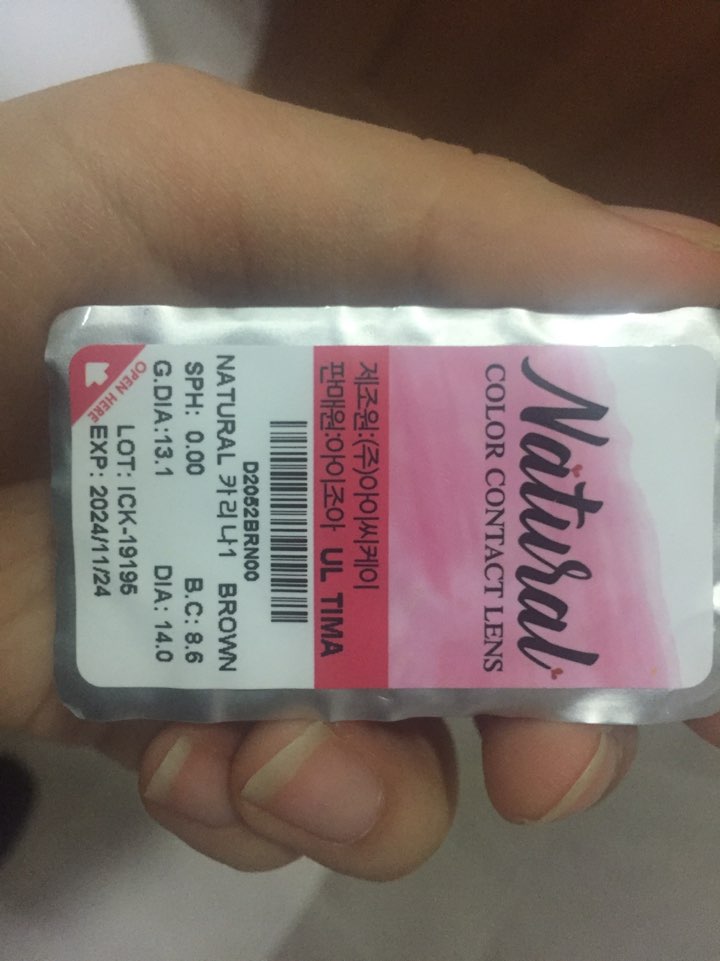 Natural
COLOR CONTACT LENS
제조원:(주)아이씨케이
판매원:아이조아 UL TIMA
D2052BRN00
NATURAL 카리나1 BROWN
SPH: 0.00 B.C: 8.6
G.DIA:13.1 DIA: 14.0
LOT: ICK-19195
EXP: 2024/11/24
OPEN HERE